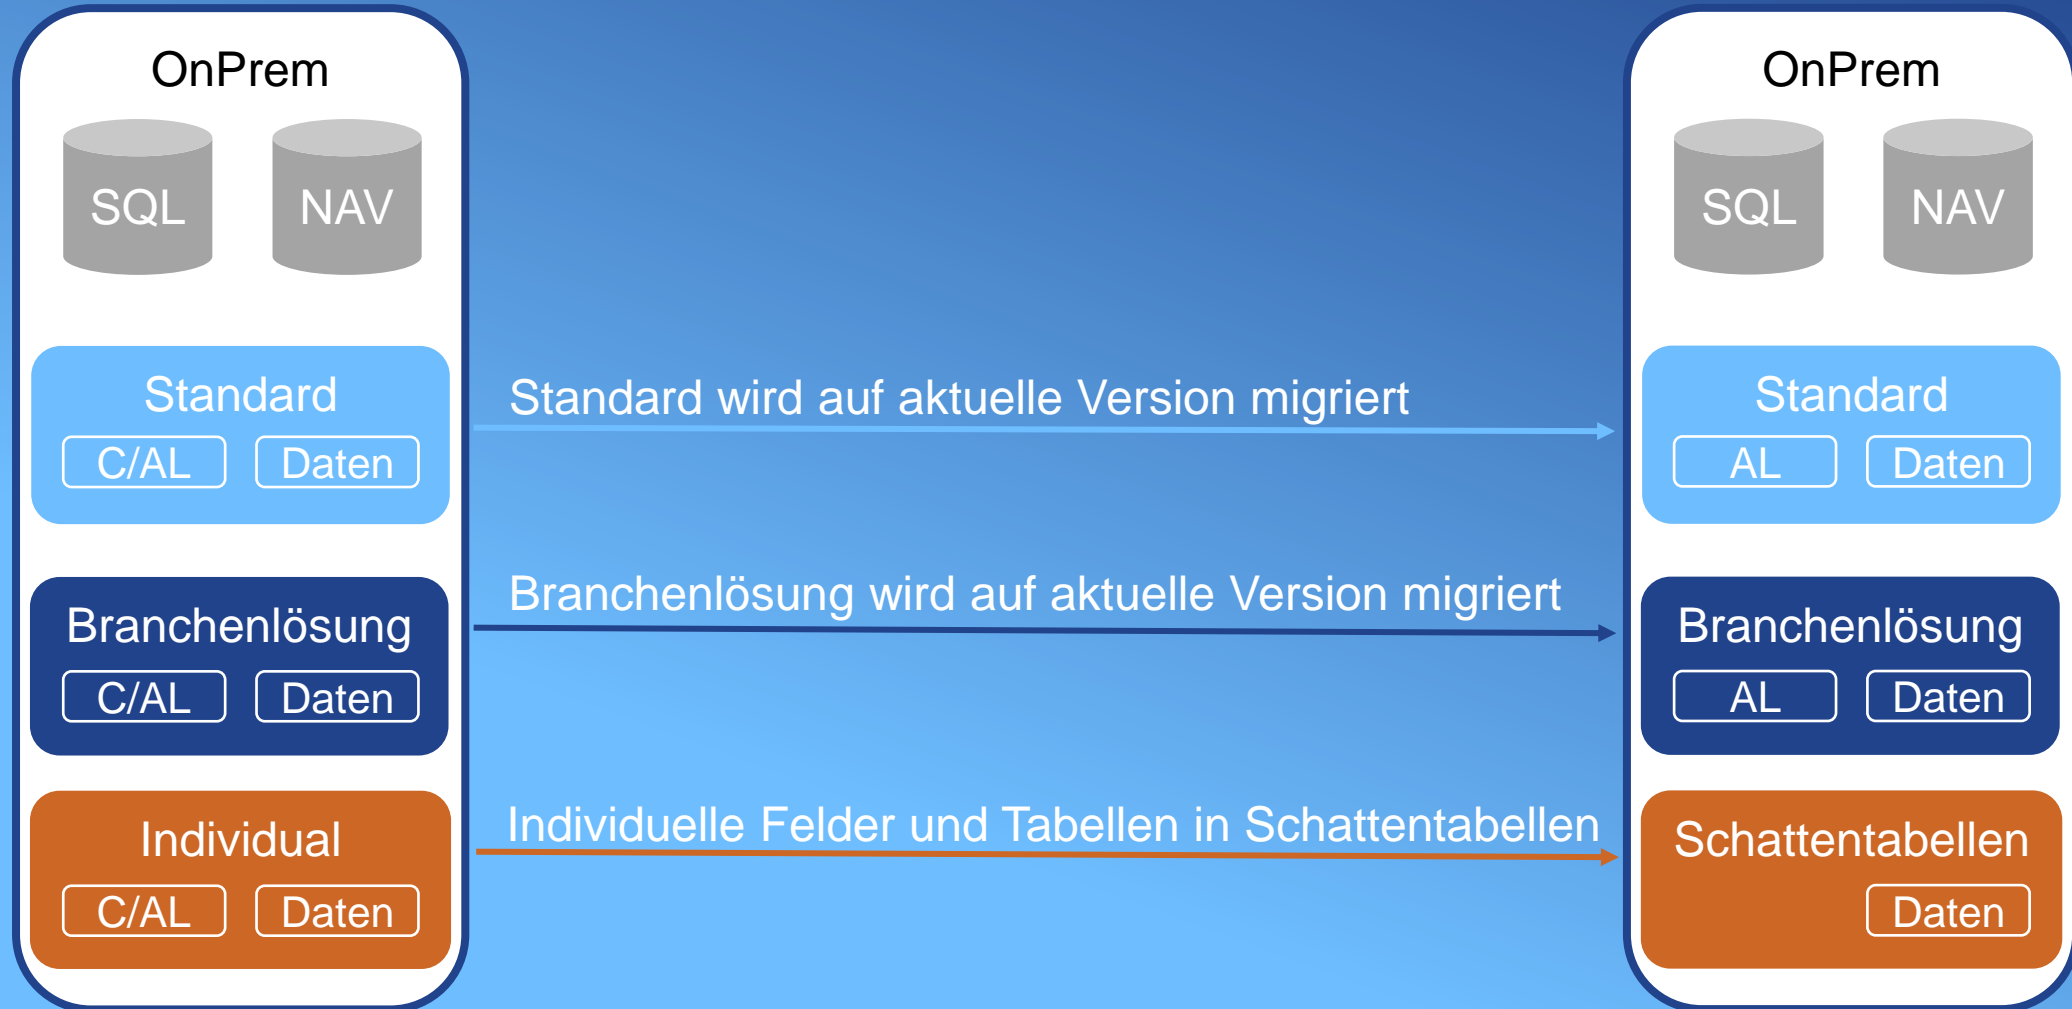 OnPrem
SQL NAV
Standard
C/AL Daten
Branchenlösung
C/AL Daten
Individual
C/AL Daten
Standard wird auf aktuelle Version migriert
Branchenlösung wird auf aktuelle Version migriert
Individuelle Felder und Tabellen in Schattentabellen
OnPrem
SQL NAV
Standard
AL Daten
Branchenlösung
AL Daten
Schattentabellen
Daten